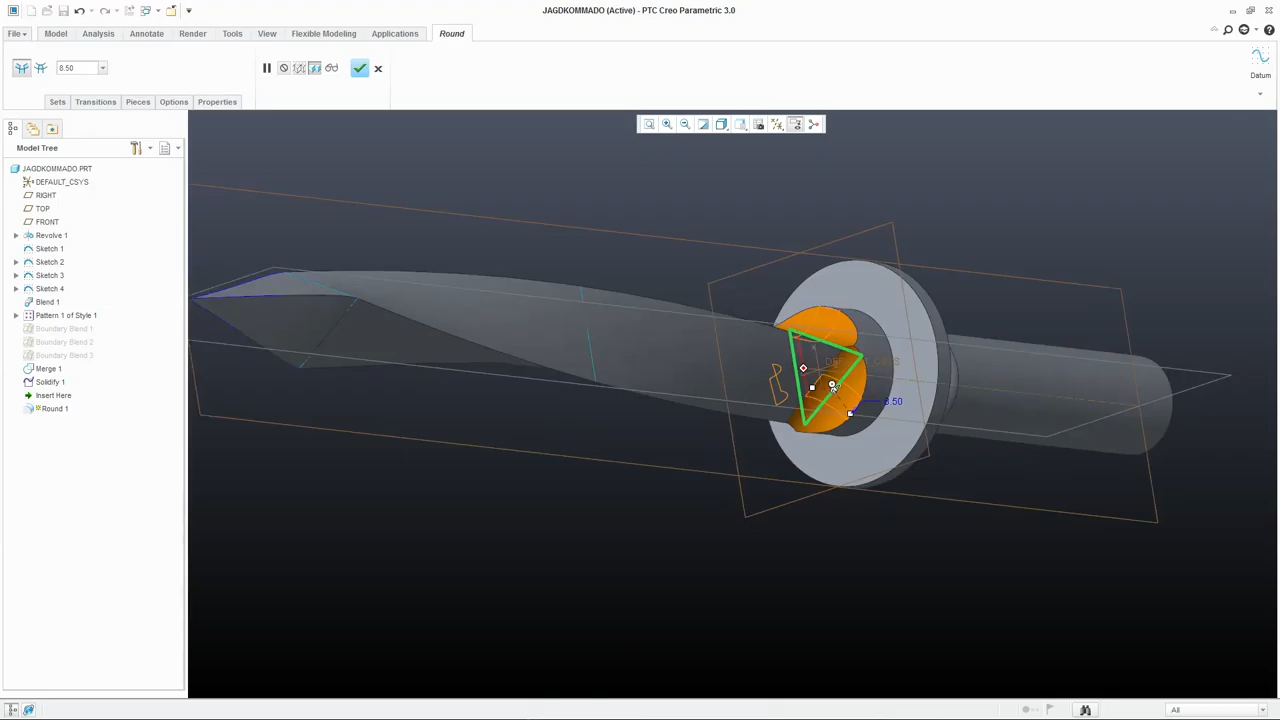 JAGDKOMMADO (Active) - PTC Creo Parametric 3.0
File
Model
Analysis
Annotate
Render
Tools
View
Flexible Modeling
Applications
Round
8.50
Datum
Sets
Transitions
Pieces
Options
Properties
Model Tree
JAGDKOMMADO.PRT
DEFAULT_CSYS
RIGHT
TOP
FRONT
Revolve 1
Sketch 1
Sketch 2
Sketch 3
Sketch 4
Blend 1
Pattern 1 of Style 1
Boundary Blend 1
Boundary Blend 2
Boundary Blend 3
Merge 1
Solidify 1
Insert Here
Round 1
DEFAULT_CSYS
8.50
All